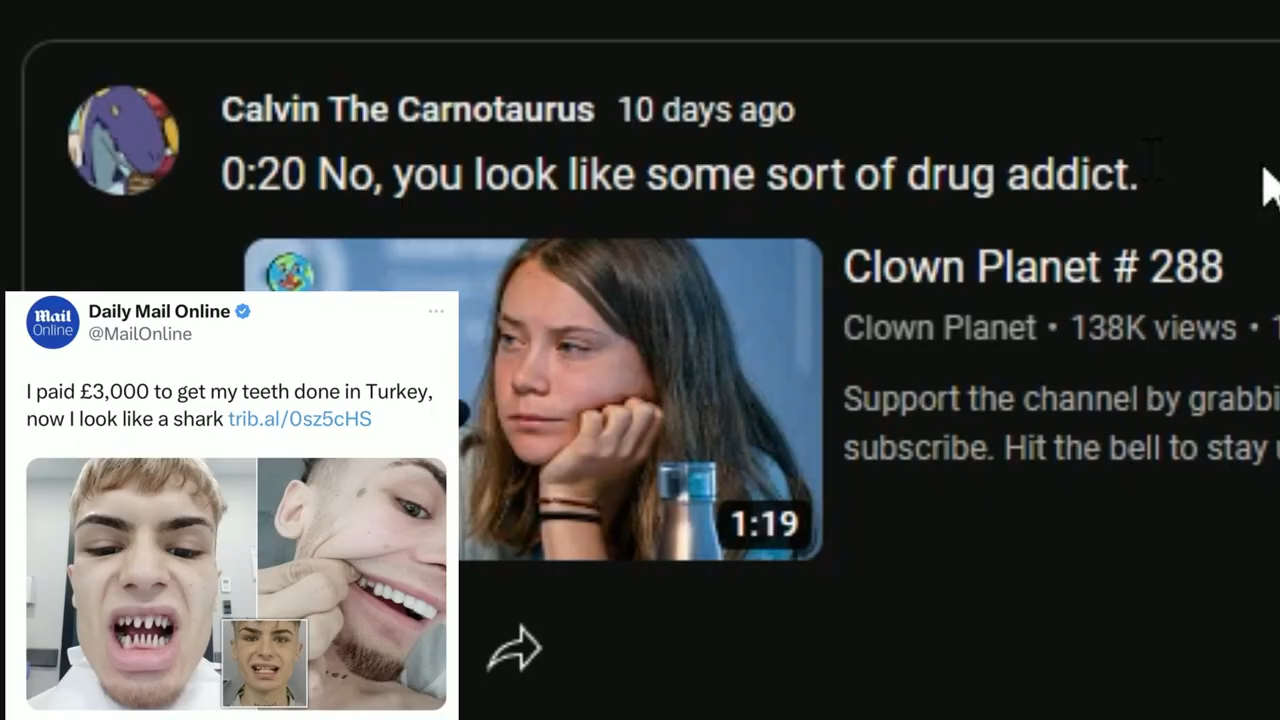 Calvin The Carnotaurus 10 days ago
0:20 No, you look like some sort of drug addict.
Clown Planet # 288
Clown Planet • 138K views •
Support the channel by grabbi
subscribe. Hit the bell to stay
1:19
Mail
Online
Daily Mail Online
@MailOnline
I paid £3,000 to get my teeth done in Turkey,
now I look like a shark trib.al/0sz5cHS